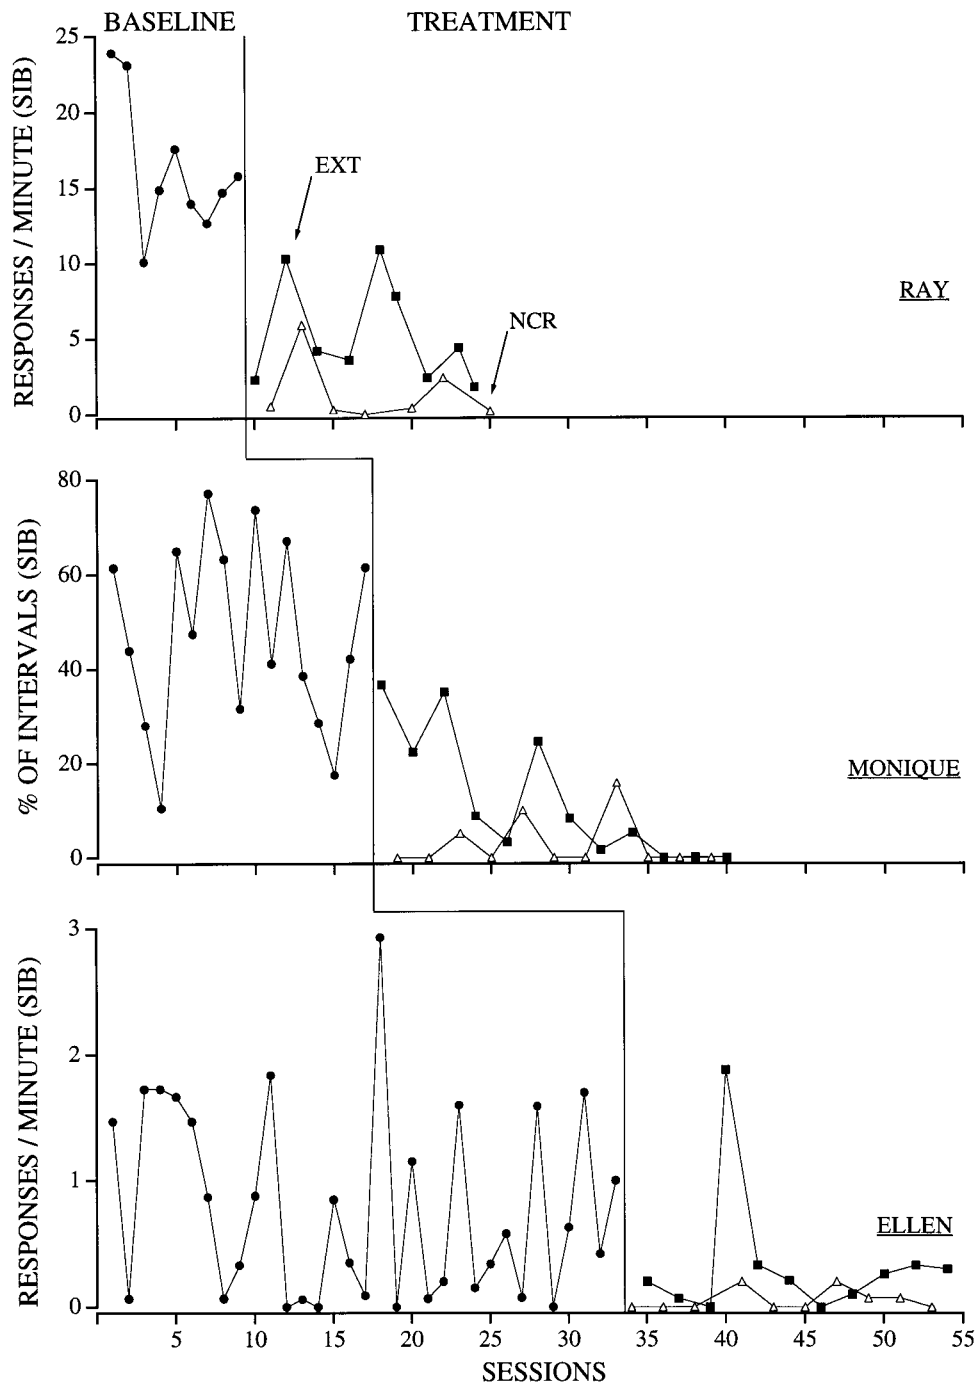 BASELINE TREATMENT
RESPONSES / MINUTE (SIB)
25
20
15
10
5
0
EXT
NCR
RAY
% OF INTERVALS (SIB)
80
60
40
20
0
MONIQUE
RESPONSES / MINUTE (SIB)
3
2
1
0
ELLEN
5 10 15 20 25 30 35 40 45 50 55
SESSIONS